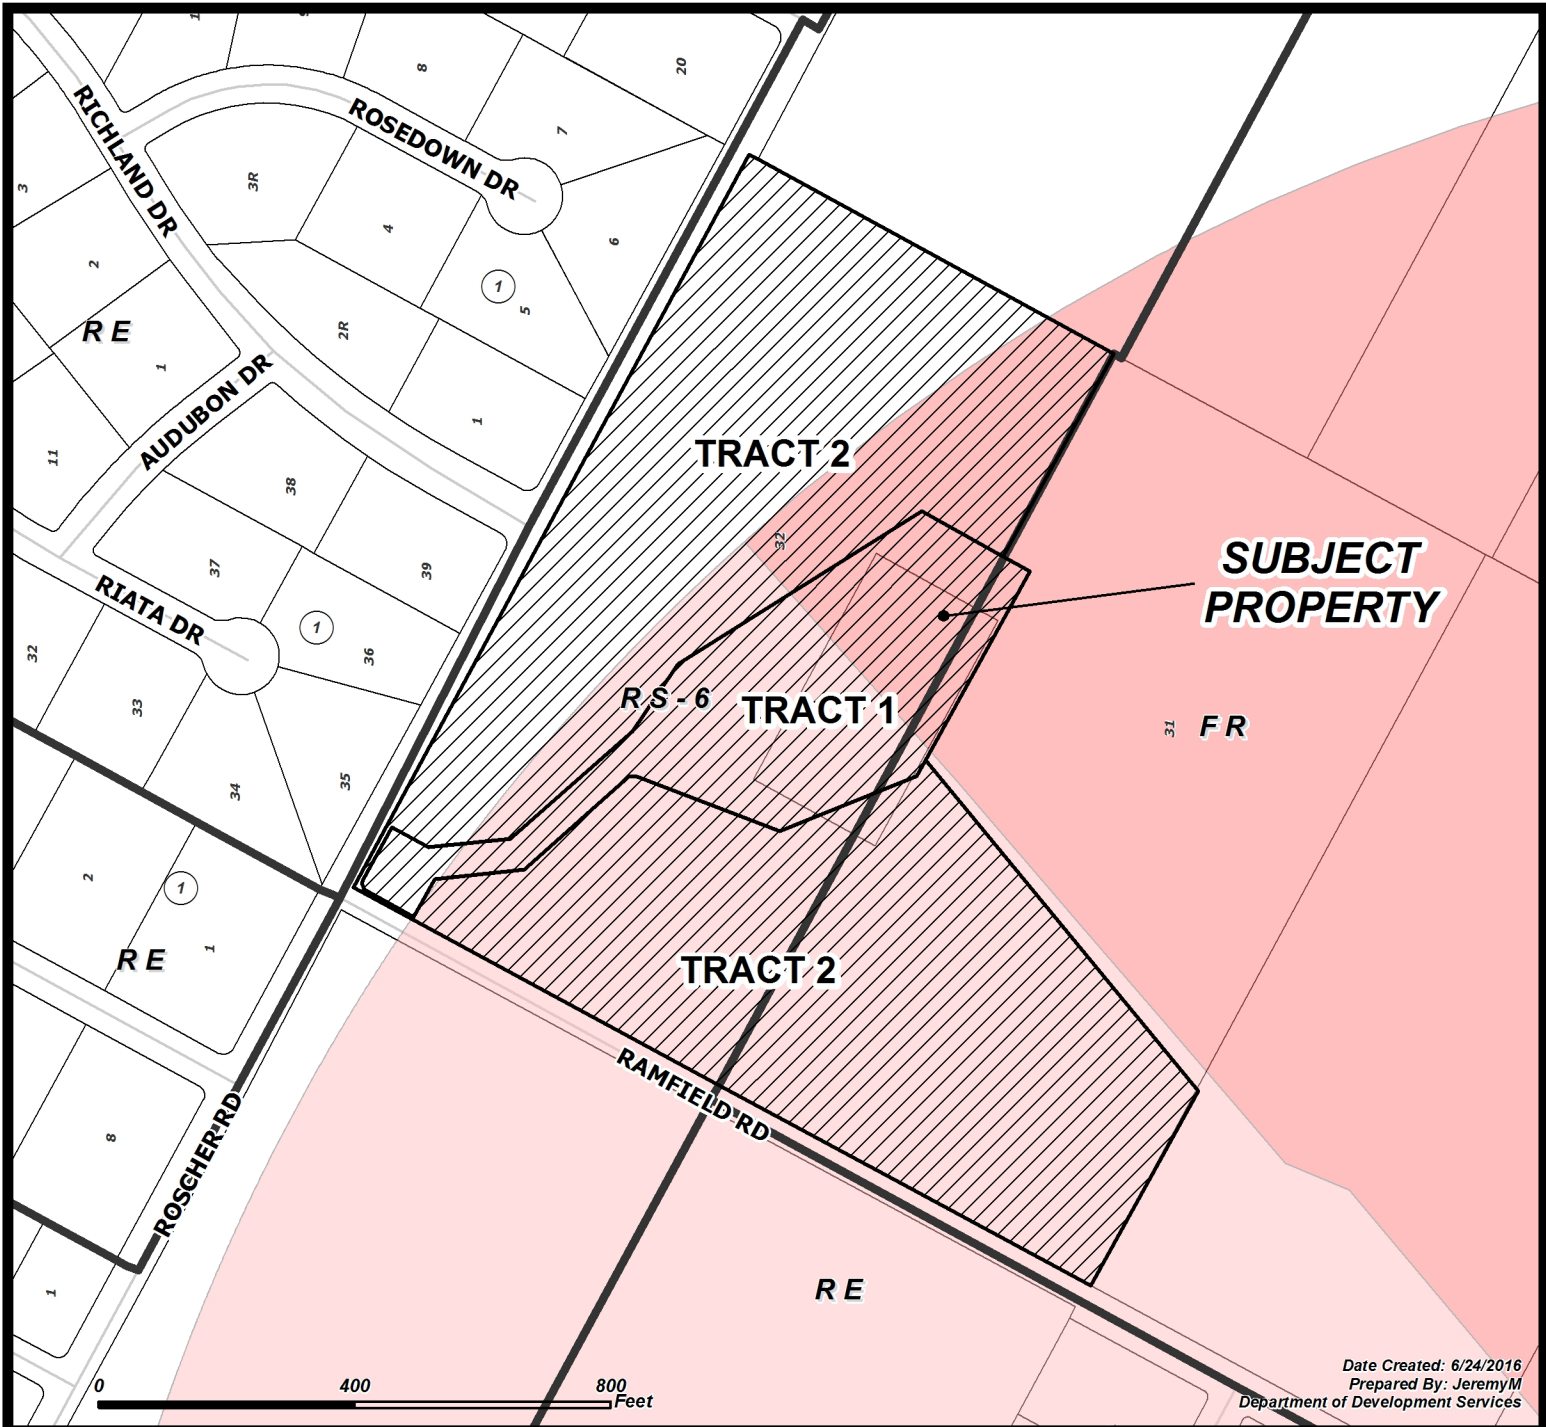 8
20
7
RICHLAND DR
ROSEDOWN DR
3
3R
4
6
2
1
5
R E
2R
1
1
AUDUBON DR
11
TRACT 2
38
32
SUBJECT
PROPERTY
37
39
RIATA DR
1
32
36
R S - 6
TRACT 1
33
31
F R
34
35
2
1
R E
1
TRACT 2
RAMFIELD RD
8
ROSCHER RD
1
R E
Date Created: 6/24/2016
Prepared By: JeremyM
Department of Development Services
0
400
800
Feet